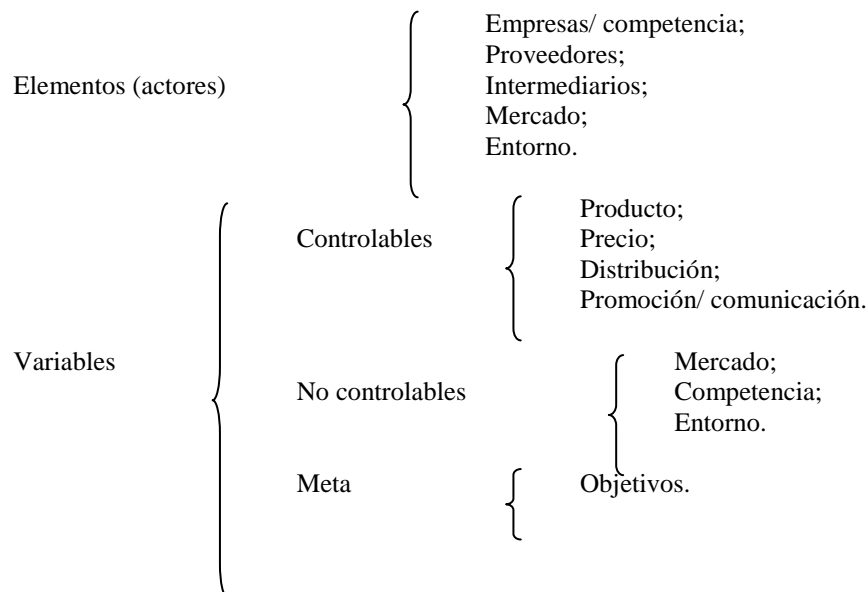 Empresas/ competencia;
Proveedores;
Elementos (actores)
Intermediarios;
Mercado;
Entorno.
Producto;
Controlables
Precio;
Distribución;
Promoción/ comunicación.
Variables
Mercado;
No controlables
Competencia;
Entorno.
Meta
Objetivos.